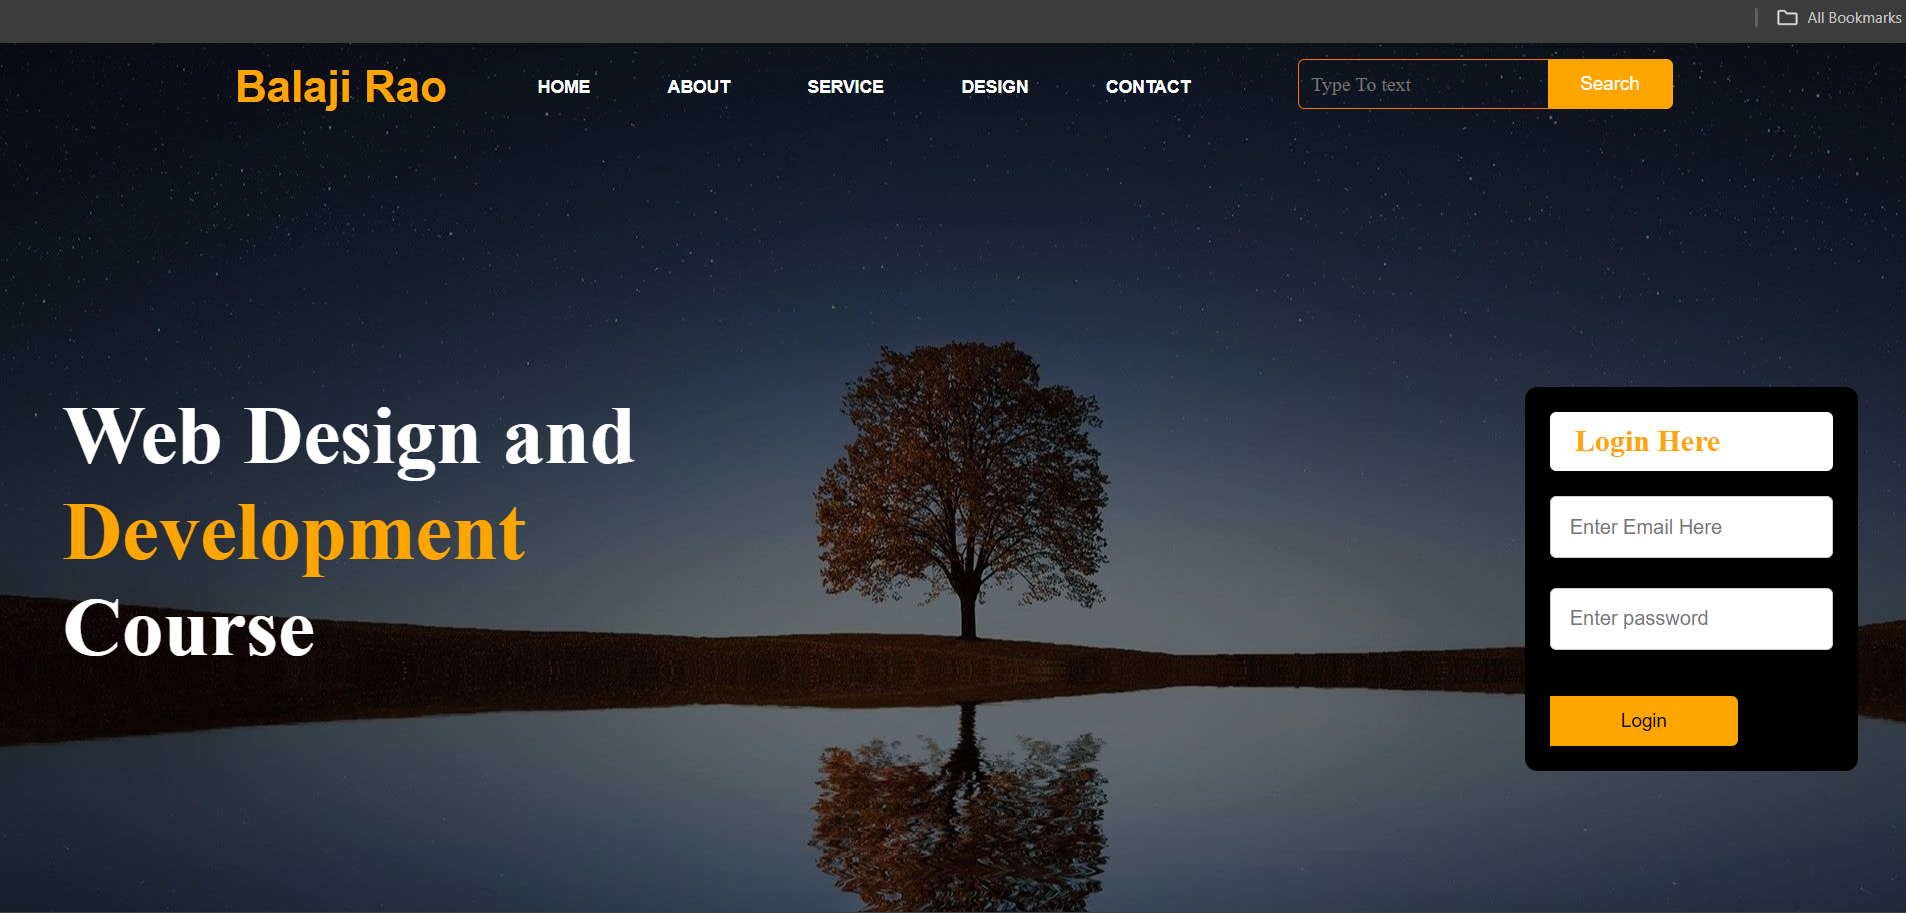 All Bookmarks
Balaji Rao
HOME
ABOUT
SERVICE
DESIGN
CONTACT
Type To text
Search
Web Design and
Development
Course
Login Here
Enter Email Here
Enter password
Login